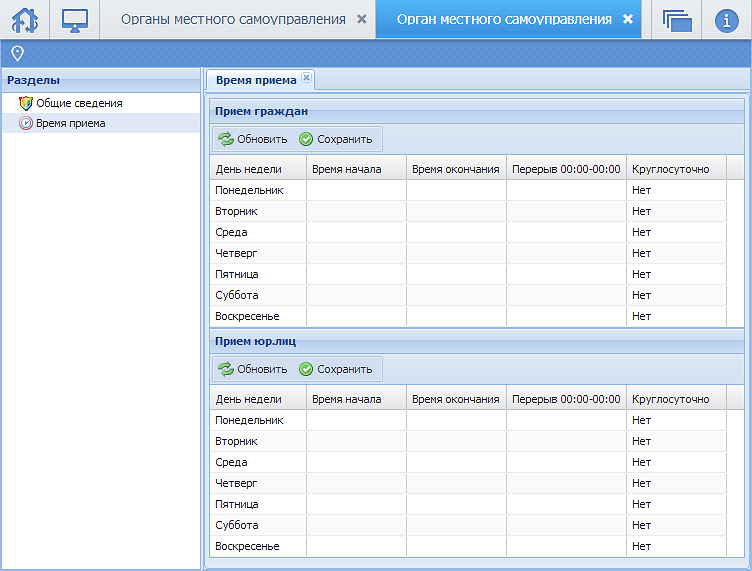 Органы местного самоуправления Орган местного самоуправления
Разделы
Общие сведения
Время приема
Время приема
Прием граждан
Обновить Сохранить
День недели Время начала Время окончания Перерыв 00:00-00:00 Круглосуточно
Понедельник Нет
Вторник Нет
Среда Нет
Четверг Нет
Пятница Нет
Суббота Нет
Воскресенье Нет
Прием юр.лиц
Обновить Сохранить
День недели Время начала Время окончания Перерыв 00:00-00:00 Круглосуточно
Понедельник Нет
Вторник Нет
Среда Нет
Четверг Нет
Пятница Нет
Суббота Нет
Воскресенье Нет